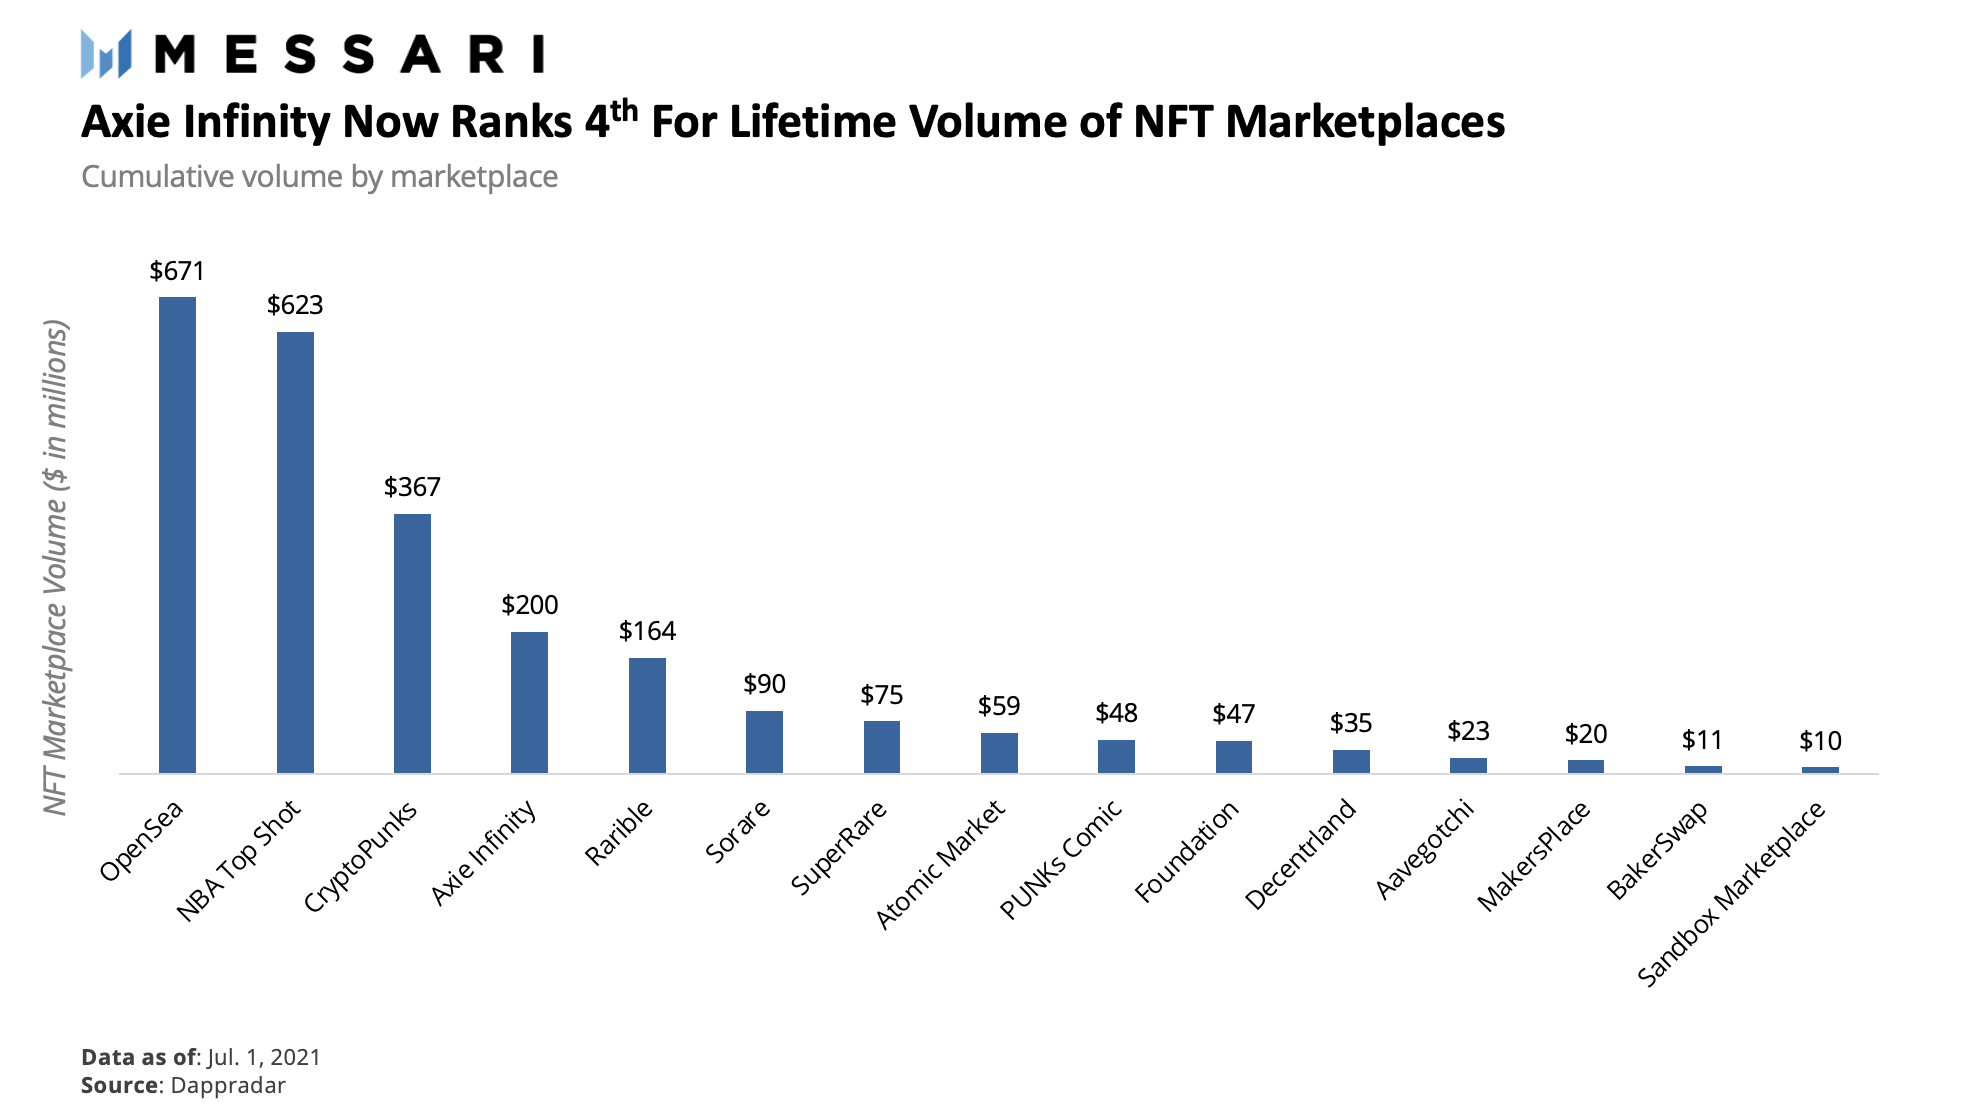 MESSARI
Axie Infinity Now Ranks 4th For Lifetime Volume of NFT Marketplaces
Cumulative volume by marketplace
NFT Marketplace Volume ($ in millions)
$671
$623
$367
$200
$164
$90
$75
$59
$48
$47
$35
$23
$20
$11
$10
OpenSea
NBA Top Shot
CryptoPunks
Axie Infinity
Rarible
Sorare
SuperRare
Atomic Market
PUNKs Comic
Foundation
Decentrland
Aavegotchi
MakersPlace
BakerSwap
Sandbox Marketplace
Data as of: Jul. 1, 2021
Source: Dappradar